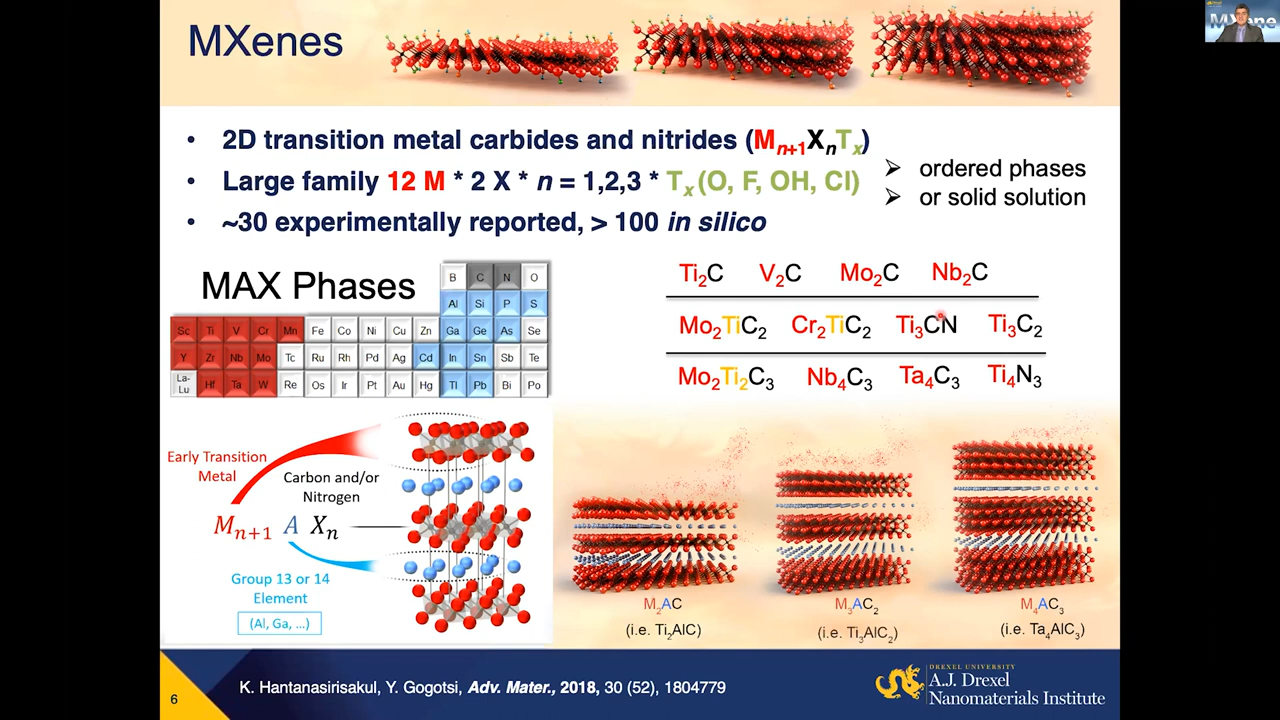 MXenes
MXene
• 2D transition metal carbides and nitrides (Mn+1XnTx)
• Large family 12 M * 2 X * n = 1,2,3 * Tx (O, F, OH, Cl)
• ~30 experimentally reported, > 100 in silico
➢ ordered phases
➢ or solid solution
MAX Phases
B C N O
Al Si P S
Sc Ti V Cr Mn Fe Co Ni Cu Zn Ga Ge As Se
Y Zr Nb Mo Tc Ru Rh Pd Ag Cd In Sn Sb Te
La-Lu Hf Ta W Re Os Ir Pt Au Hg Tl Pb Bi Po
Ti2C V2C Mo2C Nb2C
Mo2TiC2 Cr2TiC2 Ti3CN Ti3C2
Mo2Ti2C3 Nb4C3 Ta4C3 Ti4N3
Early Transition
Metal
Carbon and/or
Nitrogen
Mn+1 A Xn
Group 13 or 14
Element
(Al, Ga, ...)
M2AC
(i.e. Ti2AlC)
M3AC2
(i.e. Ti3AlC2)
M4AC3
(i.e. Ta4AlC3)
6
K. Hantanasirisakul, Y. Gogotsi, Adv. Mater., 2018, 30 (52), 1804779
DREXEL UNIVERSITY
A.J. Drexel
Nanomaterials Institute